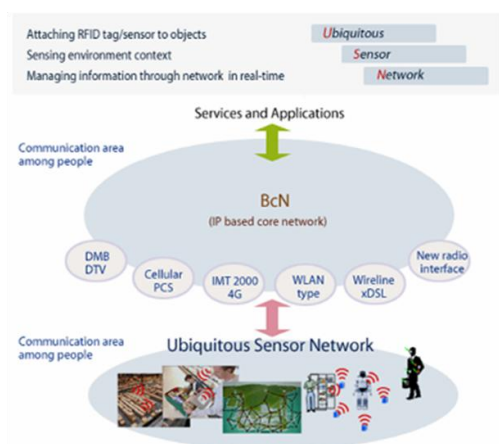 Attaching RFID tag/sensor to objects
Ubiquitous
Sensing environment context
Sensor
Managing information through network in real-time
Network
Services and Applications
Communication area
among people
BcN
(IP based core network)
DMB
DTV
Cellular
PCS
IMT 2000
4G
WLAN
type
Wireline
xDSL
New radio
interface
Communication area
among people
Ubiquitous Sensor Network